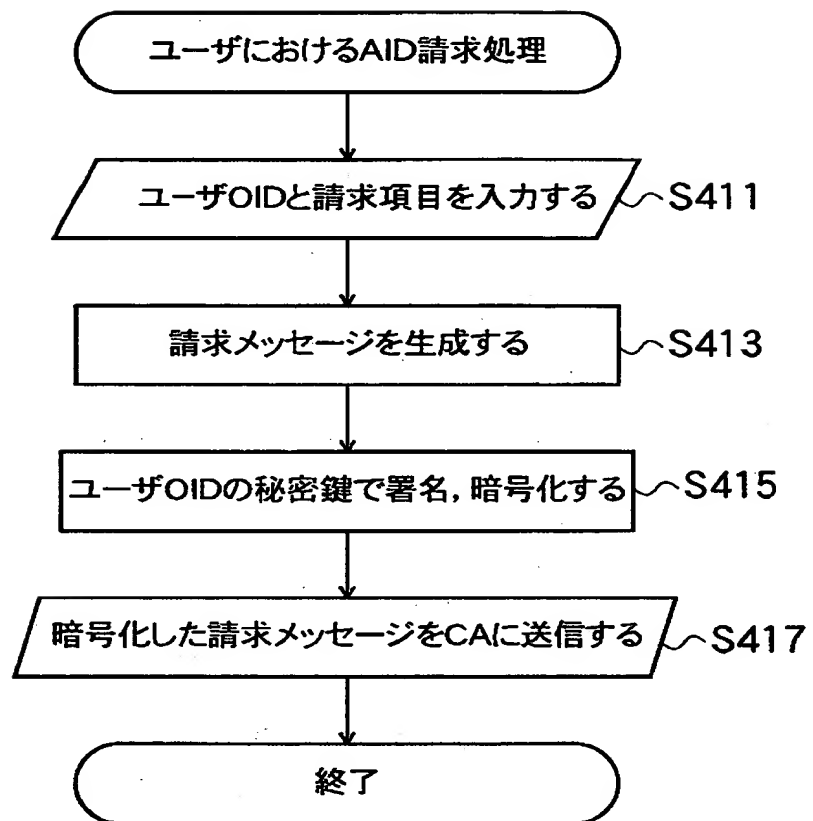 ユーザにおけるAID請求処理
ユーザOIDと請求項目を入力する S411
請求メッセージを生成する S413
ユーザOIDの秘密鍵で署名,暗号化する S415
暗号化した請求メッセージをCAに送信する S417
終了